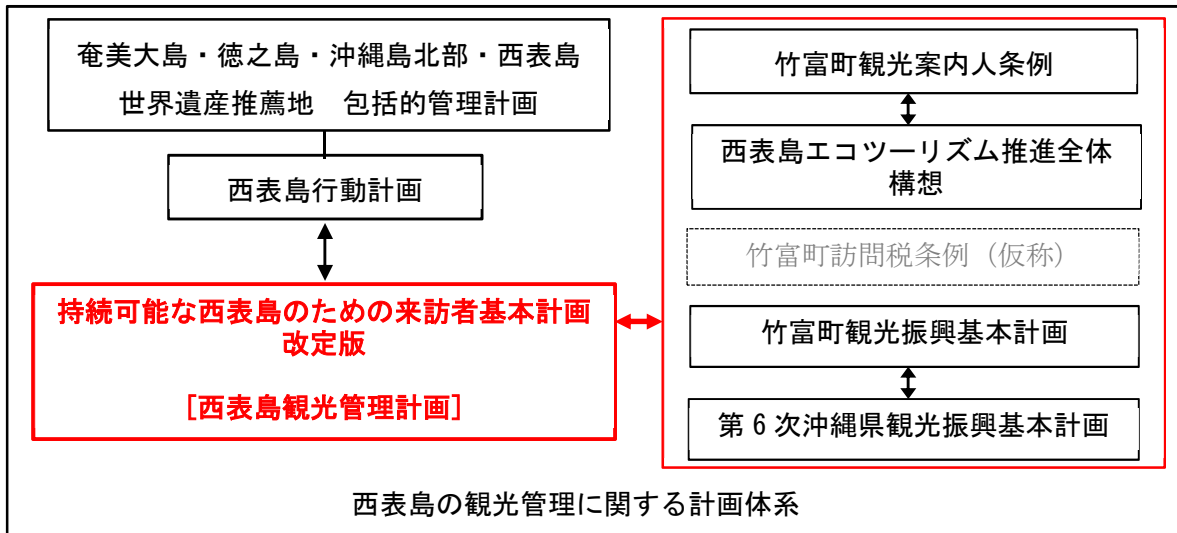 奄美大島・徳之島・沖縄島北部・西表島
世界遺産推薦地　包括的管理計画
西表島行動計画
持続可能な西表島のための来訪者基本計画
改定版
［西表島観光管理計画］
竹富町観光案内人条例
西表島エコツーリズム推進全体
構想
竹富町訪問税条例（仮称）
竹富町観光振興基本計画
第６次沖縄県観光振興基本計画
西表島の観光管理に関する計画体系